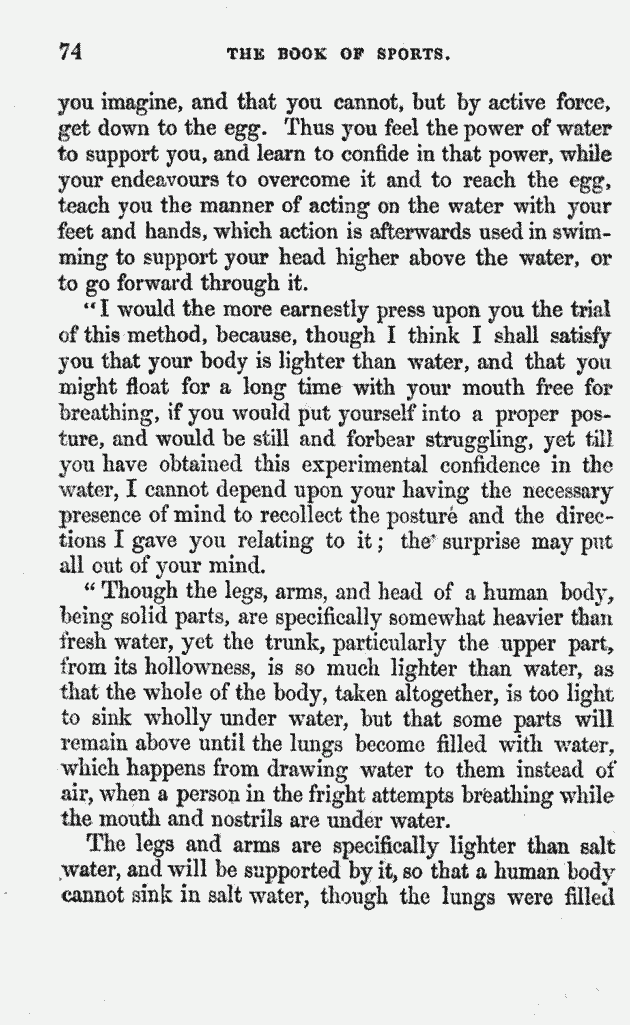 74 THE BOOK OF SPORTS.
you imagine, and that you cannot, but by active force,
get down to the egg. Thus you feel the power of water
to support you, and learn to confide in that power, while
your endeavours to overcome it and to reach the egg,
teach you the manner of acting on the water with your
feet and hands, which action is afterwards used in swim-
ming to support your head higher above the water, or
to go forward through it.
"I would the more earnestly press upon you the trial
of this method, because, though I think I shall satisfy
you that your body is lighter than water, and that you
might float for a long time with your mouth free for
breathing, if you would put yourself into a proper pos-
ture, and would be still and forbear struggling, yet till
you have obtained this experimental confidence in the
water, I cannot depend upon your having the necessary
presence of mind to recollect the posture and the direc-
tions I gave you relating to it; the surprise may put
all out of your mind.
"Though the legs, arms, and head of a human body,
being solid parts, are specifically somewhat heavier than
fresh water, yet the trunk, particularly the upper part,
from its hollowness, is so much lighter than water, as
that the whole of the body, taken altogether, is too light
to sink wholly under water, but that some parts will
remain above until the lungs become filled with water,
which happens from drawing water to them instead of
air, when a person in the fright attempts breathing while
the mouth and nostrils are under water.
The legs and arms are specifically lighter than salt
water, and will be supported by it, so that a human body
cannot sink in salt water, though the lungs were filled